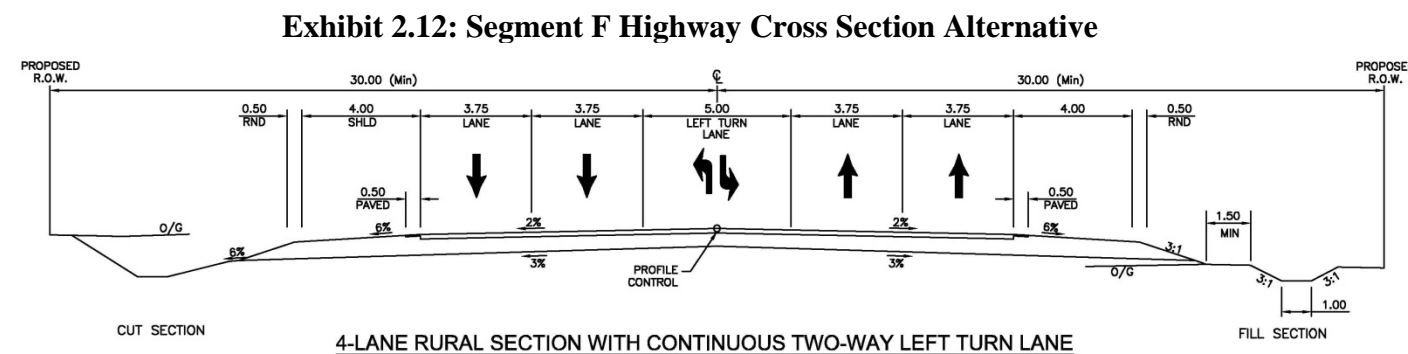 Exhibit 2.12: Segment F Highway Cross Section Alternative
PROPOSED
R.O.W.
30.00 (Min)
℄
30.00 (Min)
PROPOSE
R.O.W.
0.50
RND
4.00
SHLD
3.75
LANE
3.75
LANE
5.00
LEFT TURN
LANE
3.75
LANE
3.75
LANE
4.00
0.50
RND
0.50
PAVED
0.50
PAVED
O/G
6%
6%
2%
2%
6%
1.50
MIN
3%
PROFILE
CONTROL
3%
3:1
O/G
3:1
3:1
1.00
CUT SECTION
FILL SECTION
4-LANE RURAL SECTION WITH CONTINUOUS TWO-WAY LEFT TURN LANE